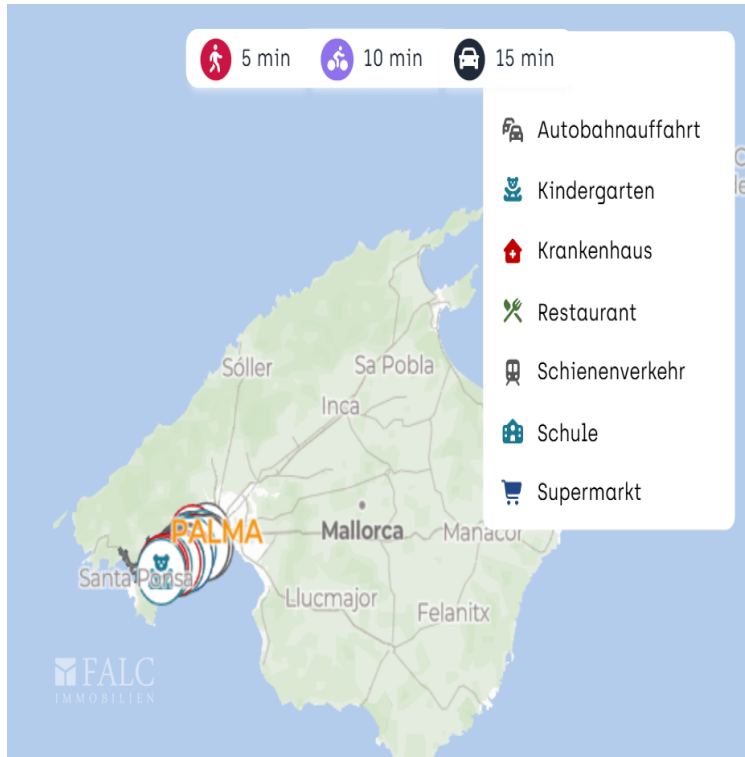 5 min 10 min 15 min
Autobahnauffahrt
Kindergarten
Krankenhaus
Restaurant
Schienenverkehr
Schule
Supermarkt
Sóller
Sa Pobla
Inca
PALMA
Mallorca
Manacor
Santa Ponsa
Llucmajor
Felanitx
FALC
IMMOBILIEN